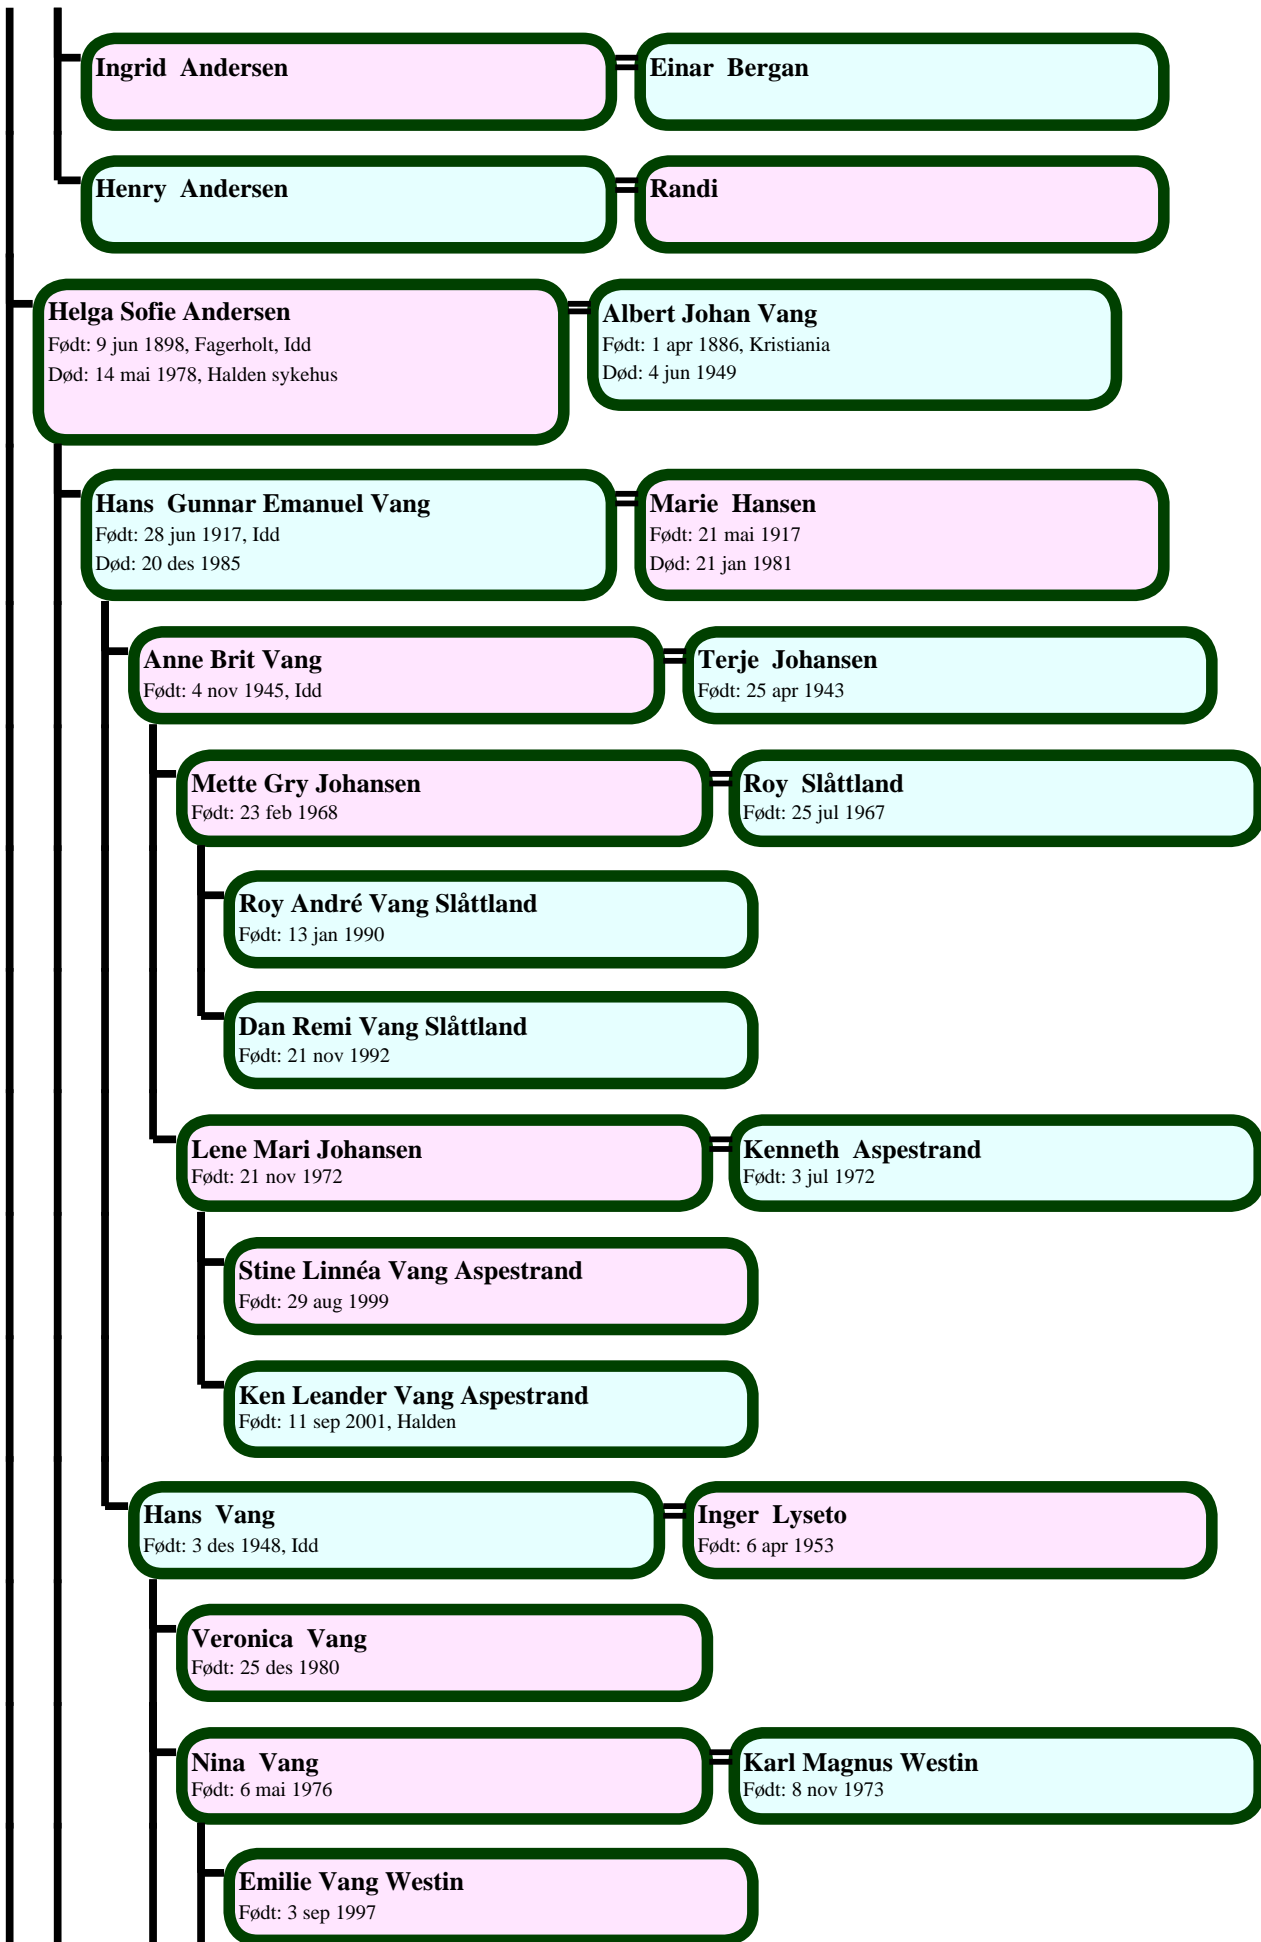 Ingrid  Andersen
Einar  Bergan
Henry  Andersen
Randi
Helga Sofie Andersen
Født: 9 jun 1898, Fagerholt, Idd
Død: 14 mai 1978, Halden sykehus
Albert Johan Vang
Født: 1 apr 1886, Kristiania
Død: 4 jun 1949
Hans  Gunnar Emanuel Vang
Født: 28 jun 1917, Idd
Død: 20 des 1985
Marie  Hansen
Født: 21 mai 1917
Død: 21 jan 1981
Anne Brit Vang
Født: 4 nov 1945, Idd
Terje  Johansen
Født: 25 apr 1943
Mette Gry Johansen
Født: 23 feb 1968
Roy  Slåttland
Født: 25 jul 1967
Roy André Vang Slåttland
Født: 13 jan 1990
Dan Remi Vang Slåttland
Født: 21 nov 1992
Lene Mari Johansen
Født: 21 nov 1972
Kenneth  Aspestrand
Født: 3 jul 1972
Stine Linnéa Vang Aspestrand
Født: 29 aug 1999
Ken Leander Vang Aspestrand
Født: 11 sep 2001, Halden
Hans  Vang
Født: 3 des 1948, Idd
Inger  Lyseto
Født: 6 apr 1953
Veronica  Vang
Født: 25 des 1980
Nina  Vang
Født: 6 mai 1976
Karl Magnus Westin
Født: 8 nov 1973
Emilie Vang Westin
Født: 3 sep 1997